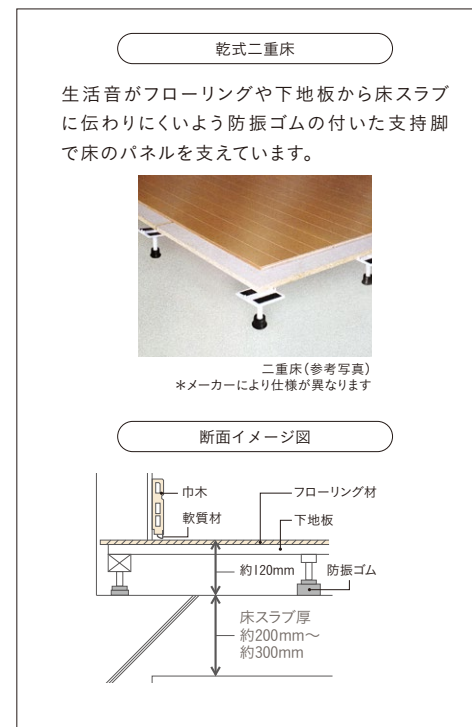 乾式二重床
生活音がフローリングや下地板から床スラブ
に伝わりにくいよう防振ゴムの付いた支持脚
で床のパネルを支えています。
二重床(参考写真)
＊メーカーにより仕様が異なります
断面イメージ図
巾木
フローリング材
軟質材
下地板
約120mm
防振ゴム
床スラブ厚
約200mm〜
約300mm